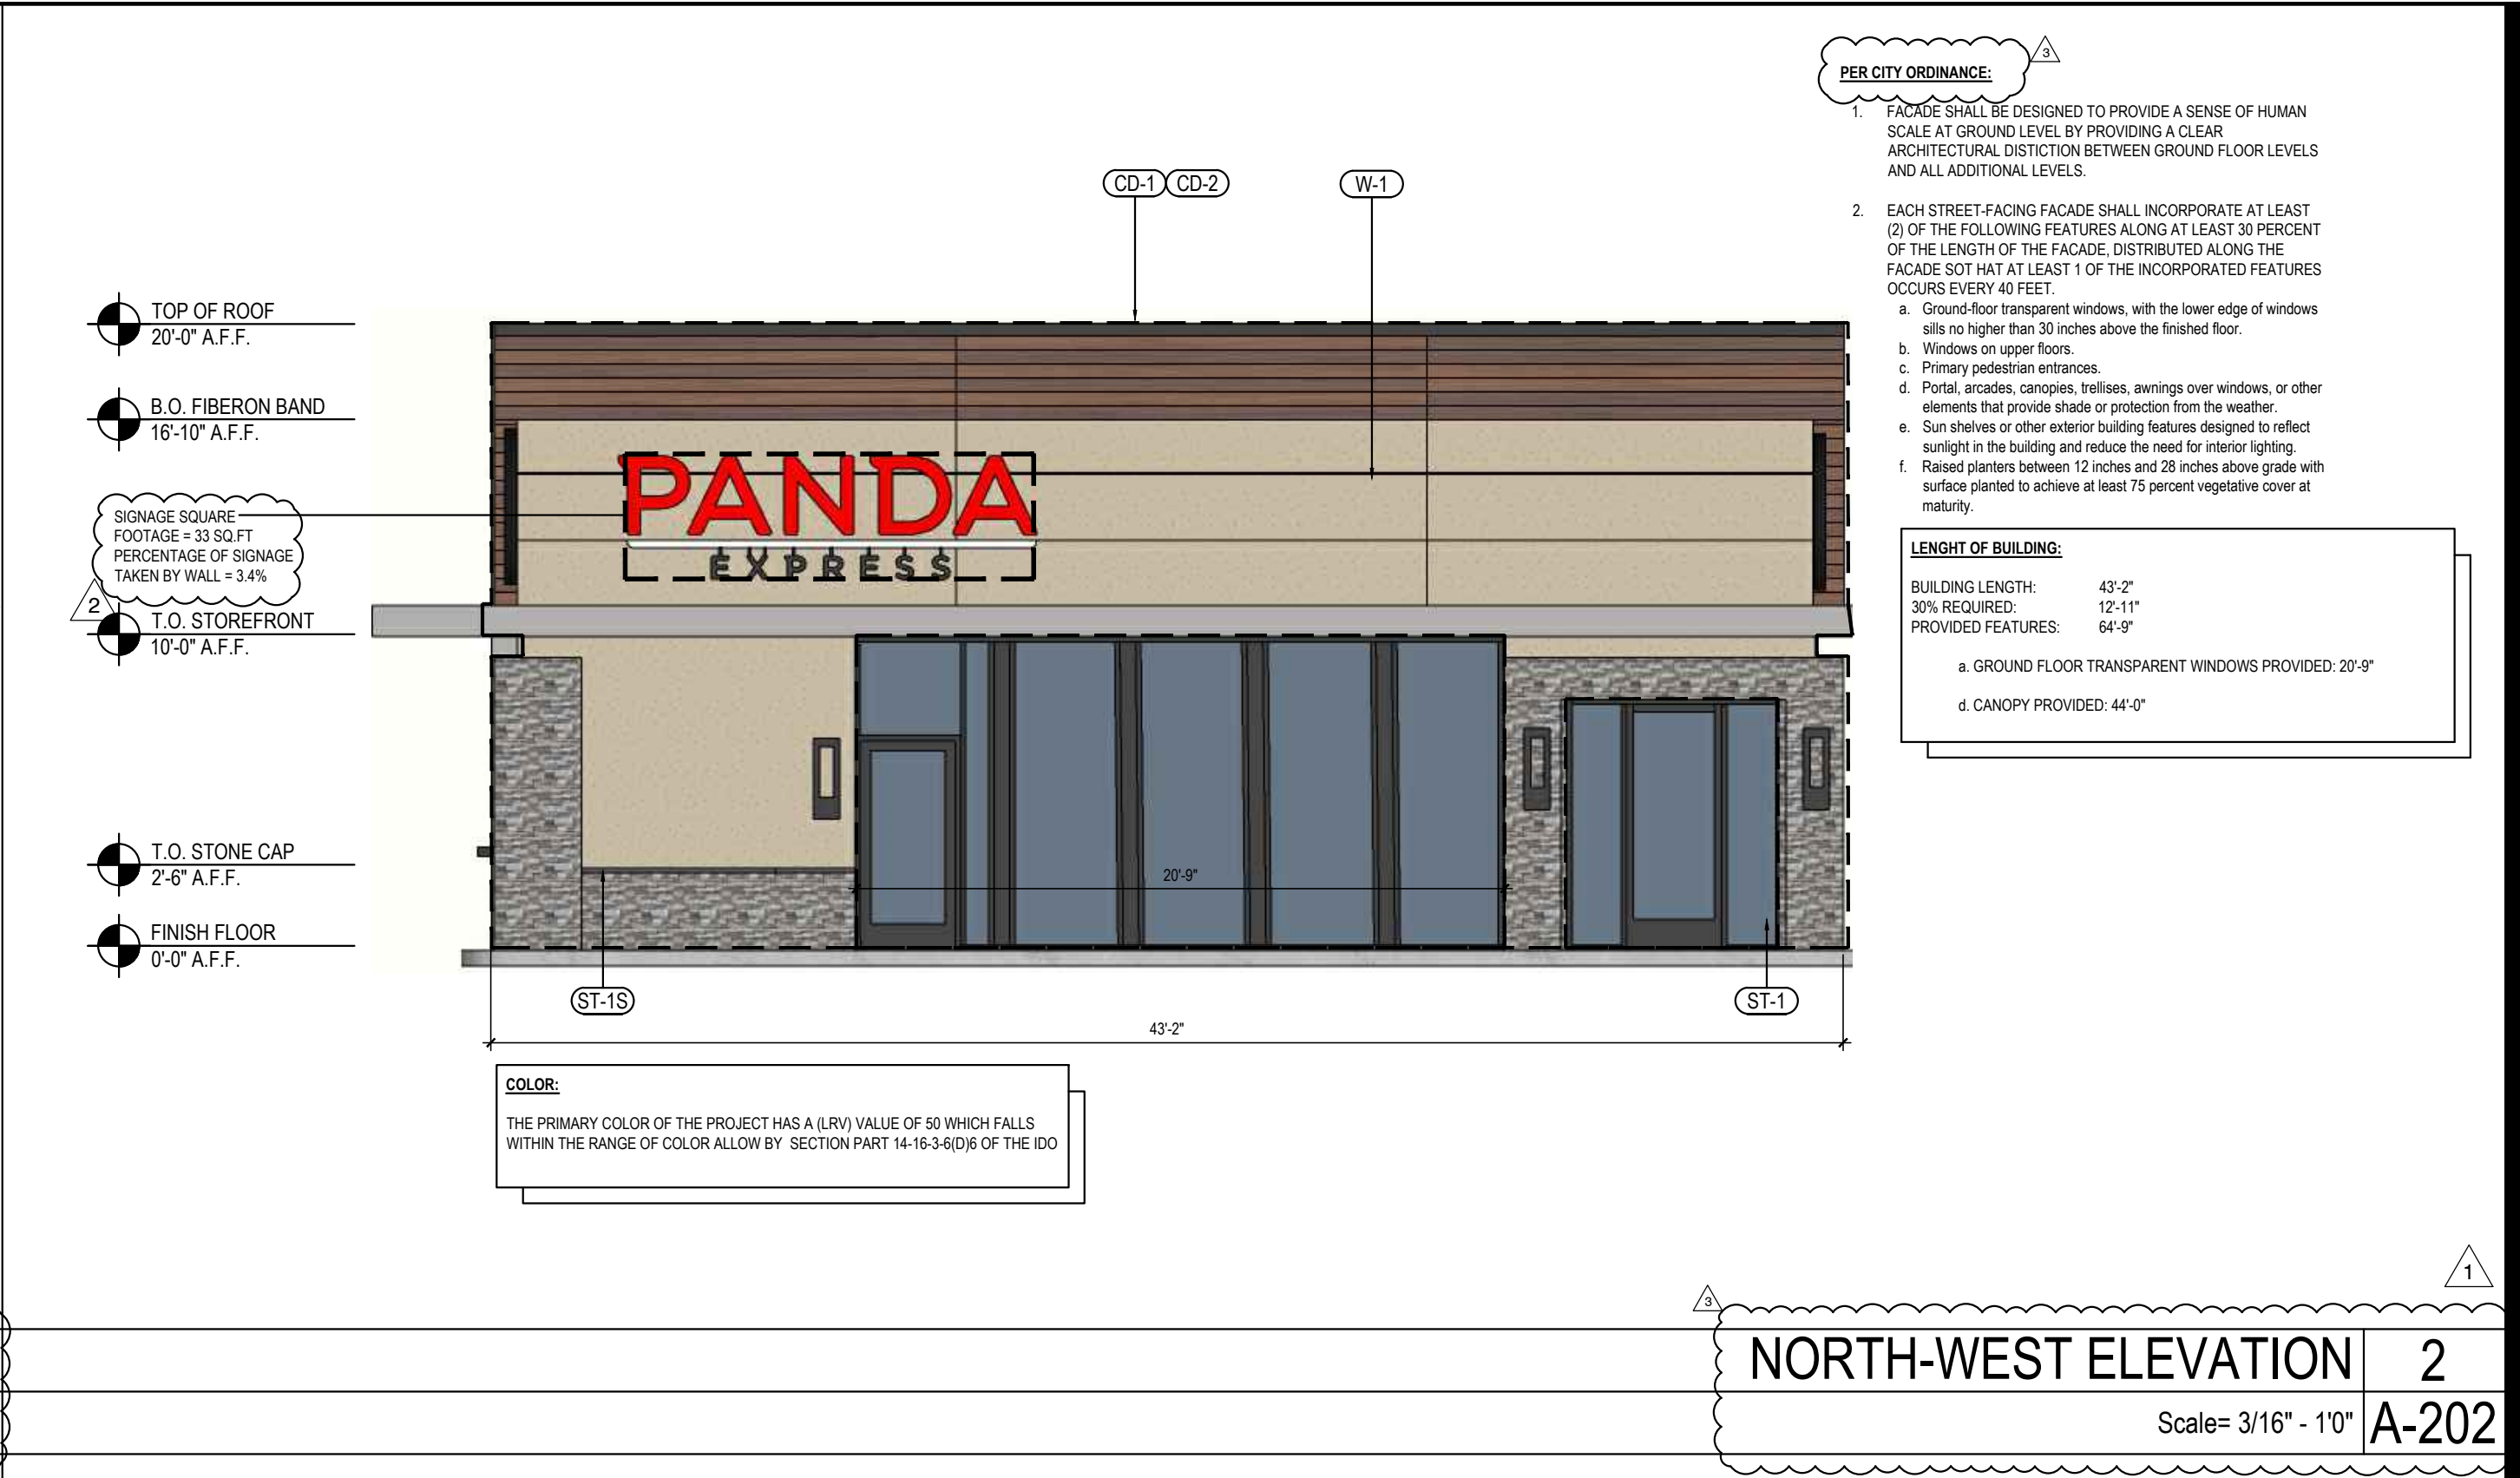 PER CITY ORDINANCE:
3
1. FACADE SHALL BE DESIGNED TO PROVIDE A SENSE OF HUMAN
SCALE AT GROUND LEVEL BY PROVIDING A CLEAR
ARCHITECTURAL DISTICTION BETWEEN GROUND FLOOR LEVELS
AND ALL ADDITIONAL LEVELS.
2. EACH STREET-FACING FACADE SHALL INCORPORATE AT LEAST
(2) OF THE FOLLOWING FEATURES ALONG AT LEAST 30 PERCENT
OF THE LENGTH OF THE FACADE, DISTRIBUTED ALONG THE
FACADE SOT HAT AT LEAST 1 OF THE INCORPORATED FEATURES
OCCURS EVERY 40 FEET.
a. Ground-floor transparent windows, with the lower edge of windows
sills no higher than 30 inches above the finished floor.
b. Windows on upper floors.
c. Primary pedestrian entrances.
d. Portal, arcades, canopies, trellises, awnings over windows, or other
elements that provide shade or protection from the weather.
e. Sun shelves or other exterior building features designed to reflect
sunlight in the building and reduce the need for interior lighting.
f. Raised planters between 12 inches and 28 inches above grade with
surface planted to achieve at least 75 percent vegetative cover at
maturity.
LENGHT OF BUILDING:
BUILDING LENGTH: 43'-2"
30% REQUIRED: 12'-11"
PROVIDED FEATURES: 64'-9"
a. GROUND FLOOR TRANSPARENT WINDOWS PROVIDED: 20'-9"
d. CANOPY PROVIDED: 44'-0"
CD-1 CD-2
W-1
TOP OF ROOF
20'-0" A.F.F.
B.O. FIBERON BAND
16'-10" A.F.F.
SIGNAGE SQUARE
FOOTAGE = 33 SQ.FT
PERCENTAGE OF SIGNAGE
TAKEN BY WALL = 3.4%
2
T.O. STOREFRONT
10'-0" A.F.F.
T.O. STONE CAP
2'-6" A.F.F.
FINISH FLOOR
0'-0" A.F.F.
PANDA
EXPRESS
20'-9"
ST-1S
ST-1
43'-2"
COLOR:
THE PRIMARY COLOR OF THE PROJECT HAS A (LRV) VALUE OF 50 WHICH FALLS
WITHIN THE RANGE OF COLOR ALLOW BY SECTION PART 14-16-3-6(D)6 OF THE IDO
1
3
NORTH-WEST ELEVATION 2
Scale= 3/16" - 1'0" A-202